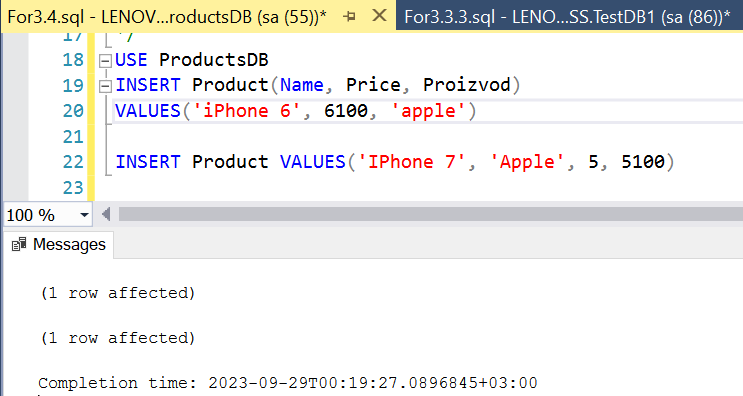 For3.4.sql - LENOV...roductsDB (sa (55))* For3.3.3.sql - LENO...SS.TestDB1 (sa (86))*
17 */
18 USE ProductsDB
19 INSERT Product(Name, Price, Proizvod)
20 VALUES('iPhone 6', 6100, 'apple')
21
22 INSERT Product VALUES('IPhone 7', 'Apple', 5, 5100)
23
100 %
Messages
(1 row affected)
(1 row affected)
Completion time: 2023-09-29T00:19:27.0896845+03:00